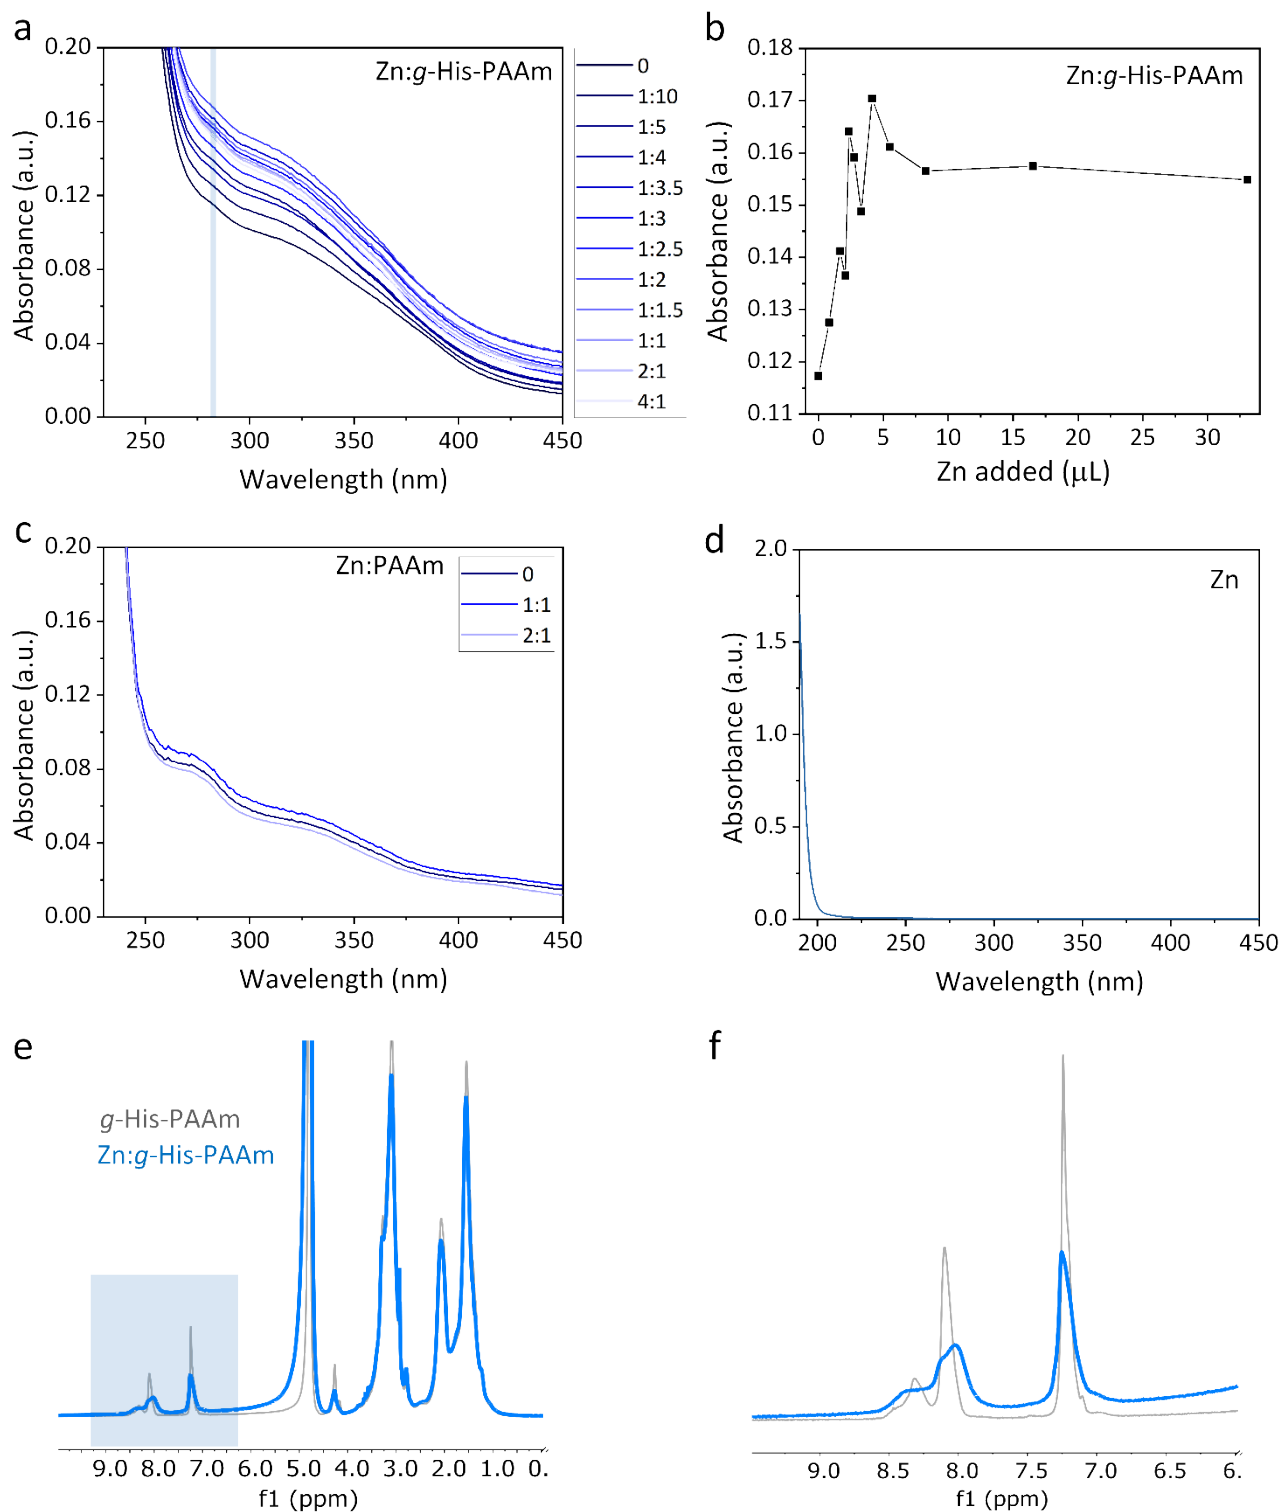 a
Zn:g-His-PAAm
Absorbance (a.u.)
0.20
0.16
0.12
0.08
0.04
0.00
250 300 350 400 450
Wavelength (nm)
0
1:10
1:5
1:4
1:3.5
1:3
1:2.5
1:2
1:1.5
1:1
2:1
4:1
b
Zn:g-His-PAAm
Absorbance (a.u.)
0.18
0.17
0.16
0.15
0.14
0.13
0.12
0.11
0 5 10 15 20 25 30
Zn added (μL)
c
Zn:PAAm
Absorbance (a.u.)
0.20
0.16
0.12
0.08
0.04
0.00
250 300 350 400 450
Wavelength (nm)
0
1:1
2:1
d
Zn
Absorbance (a.u.)
2.0
1.5
1.0
0.5
0.0
200 250 300 350 400 450
Wavelength (nm)
e
g-His-PAAm
Zn:g-His-PAAm
9.0 8.0 7.0 6.0 5.0 4.0 3.0 2.0 1.0 0.
f1 (ppm)
f
9.0 8.5 8.0 7.5 7.0 6.5 6.
f1 (ppm)